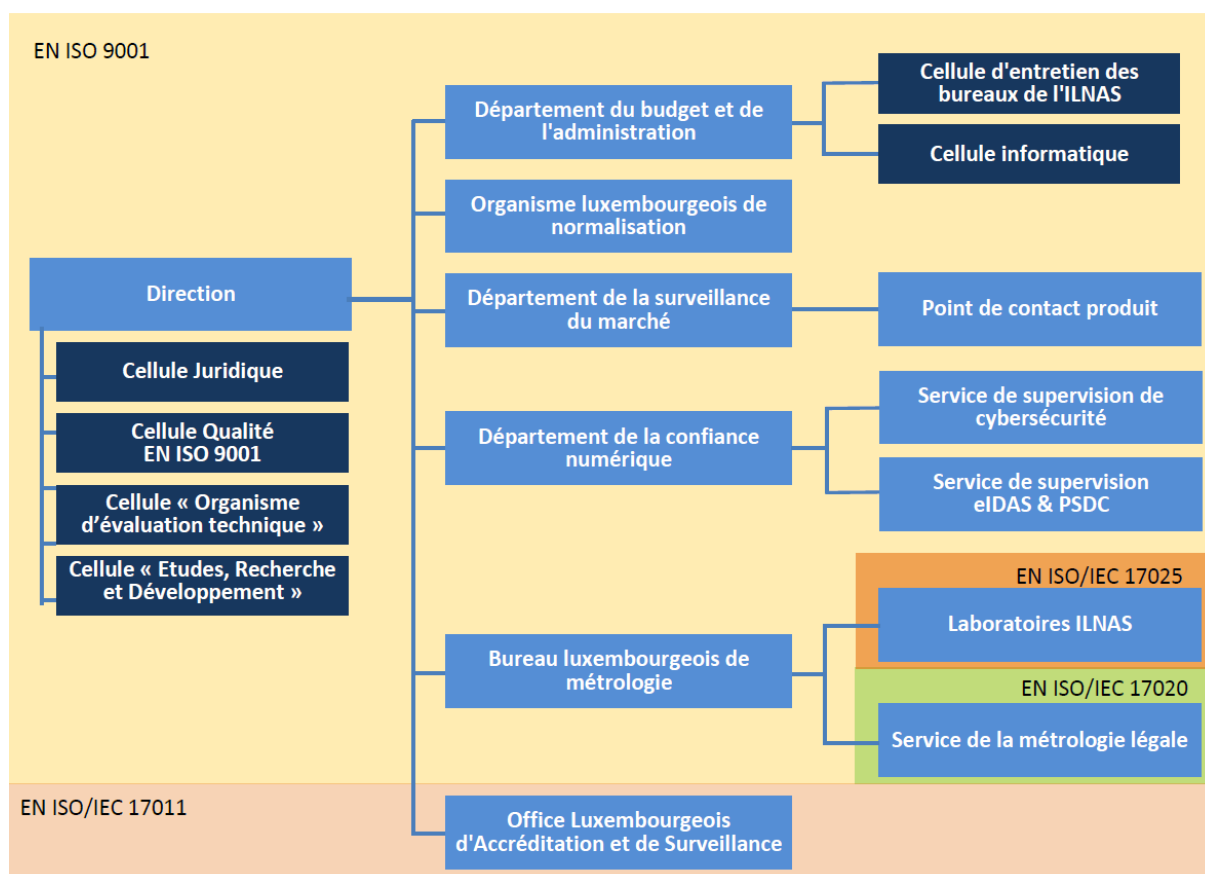 EN ISO 9001
Direction
Cellule Juridique
Cellule Qualité
EN ISO 9001
Cellule « Organisme
d’évaluation technique »
Cellule « Etudes, Recherche
et Développement »
Département du budget et de
l'administration
Cellule d'entretien des
bureaux de l'ILNAS
Cellule informatique
Organisme luxembourgeois de
normalisation
Département de la surveillance
du marché
Point de contact produit
Département de la confiance
numérique
Service de supervision de
cybersécurité
Service de supervision
eIDAS & PSDC
Bureau luxembourgeois de
métrologie
EN ISO/IEC 17025
Laboratoires ILNAS
EN ISO/IEC 17020
Service de la métrologie légale
EN ISO/IEC 17011
Office Luxembourgeois
d'Accréditation et de Surveillance